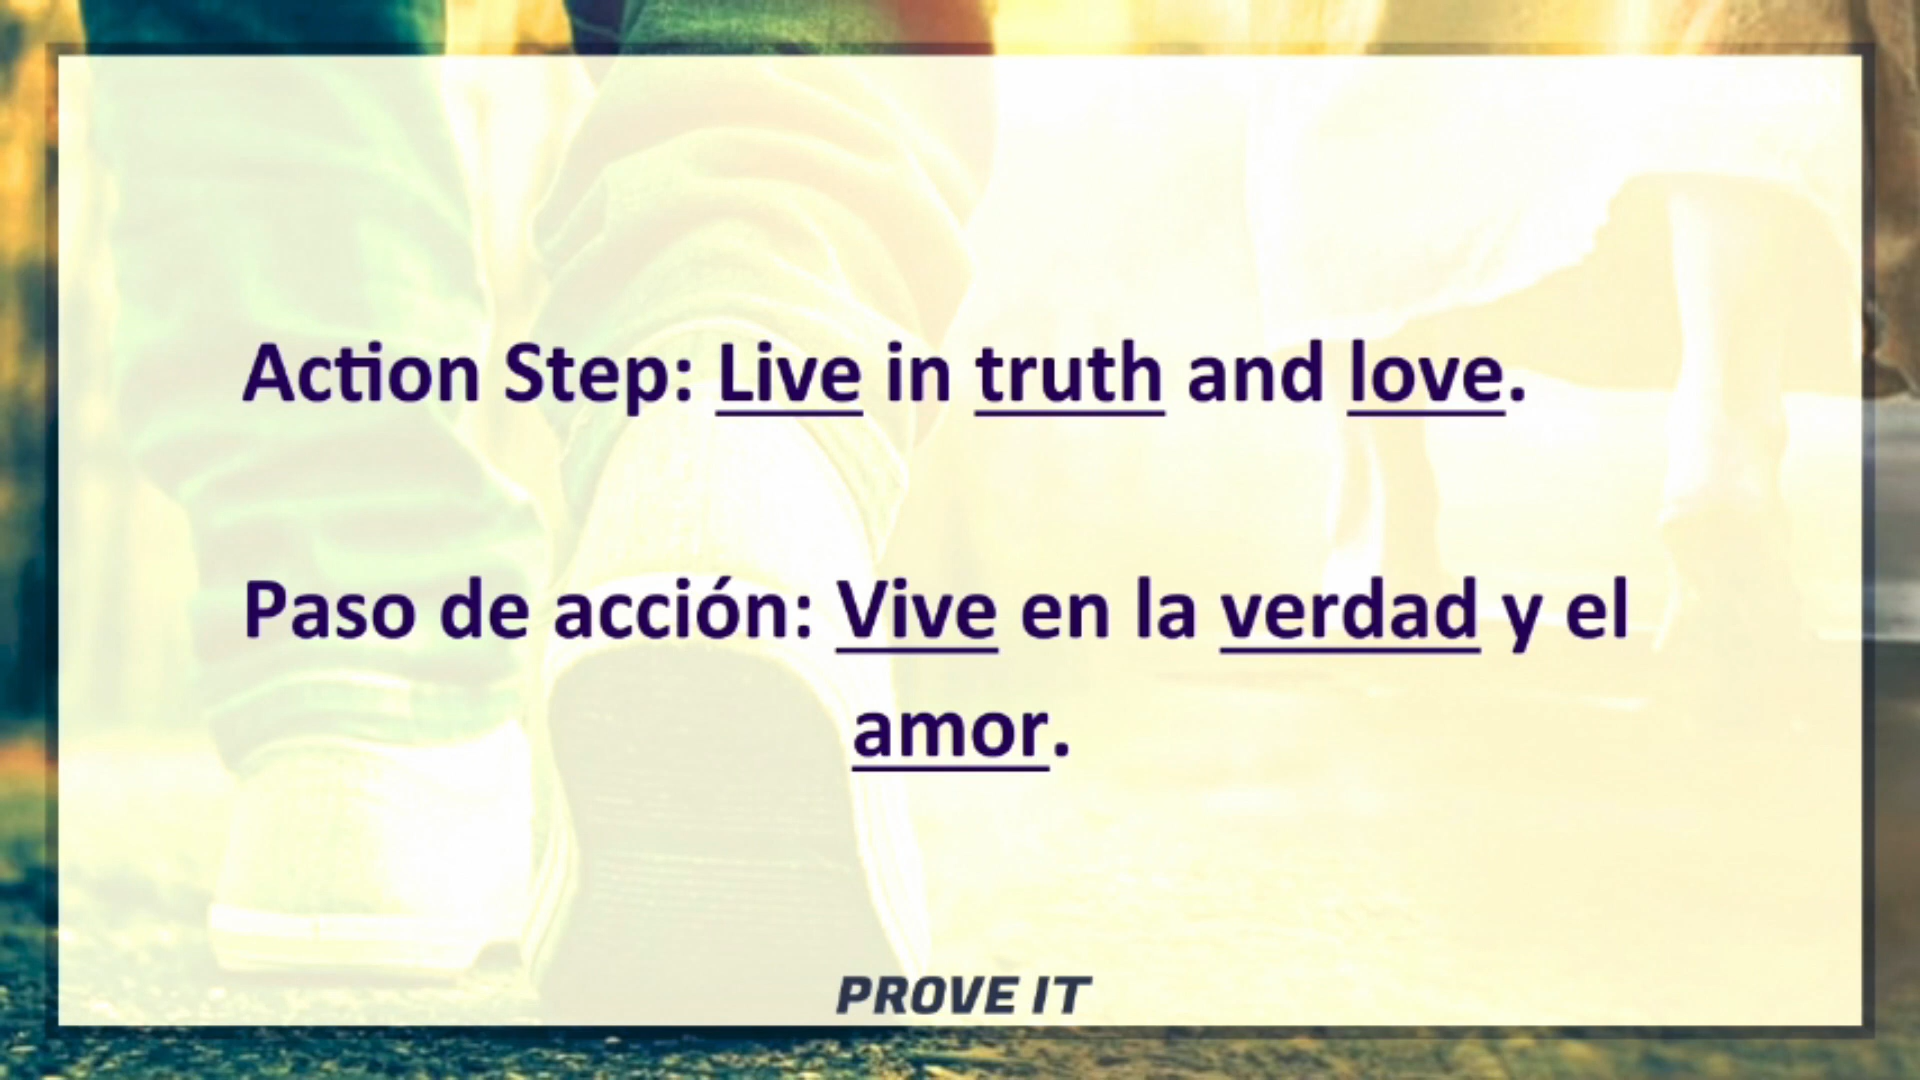 Action Step: Live in truth and love.
Paso de acción: Vive en la verdad y el
amor.
PROVE IT